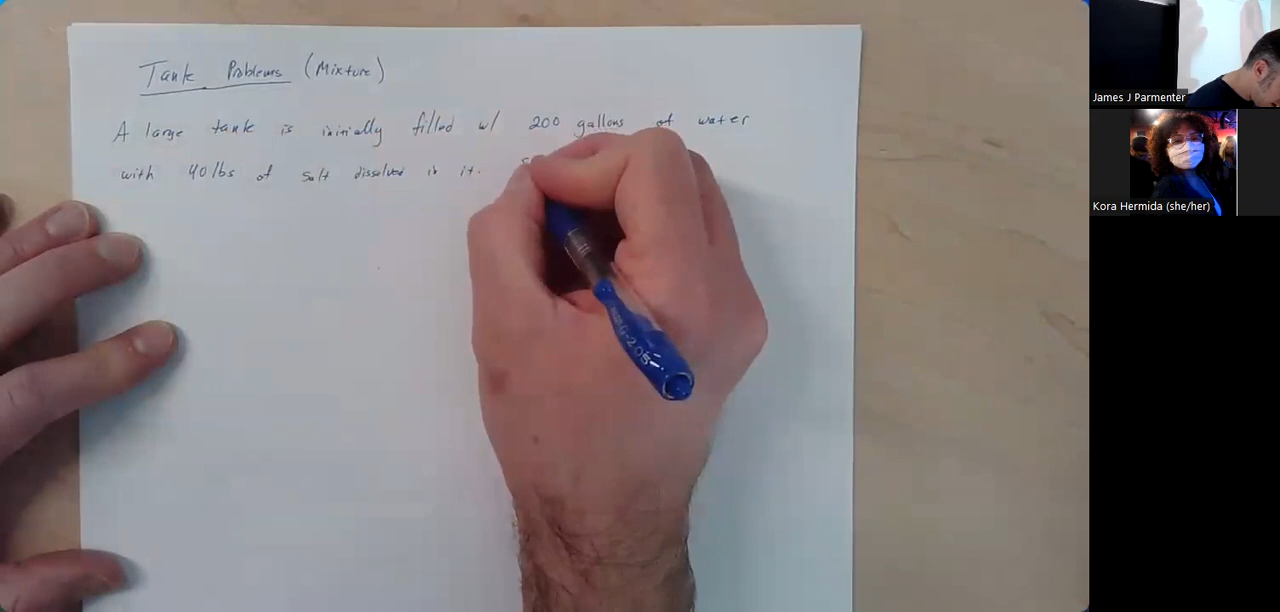 Tank Problems (Mixture)
A large tank is initially filled w/ 200 gallons of water
with 40 lbs of salt dissolved in it.
James J Parmenter
Kora Hermida (she/her)